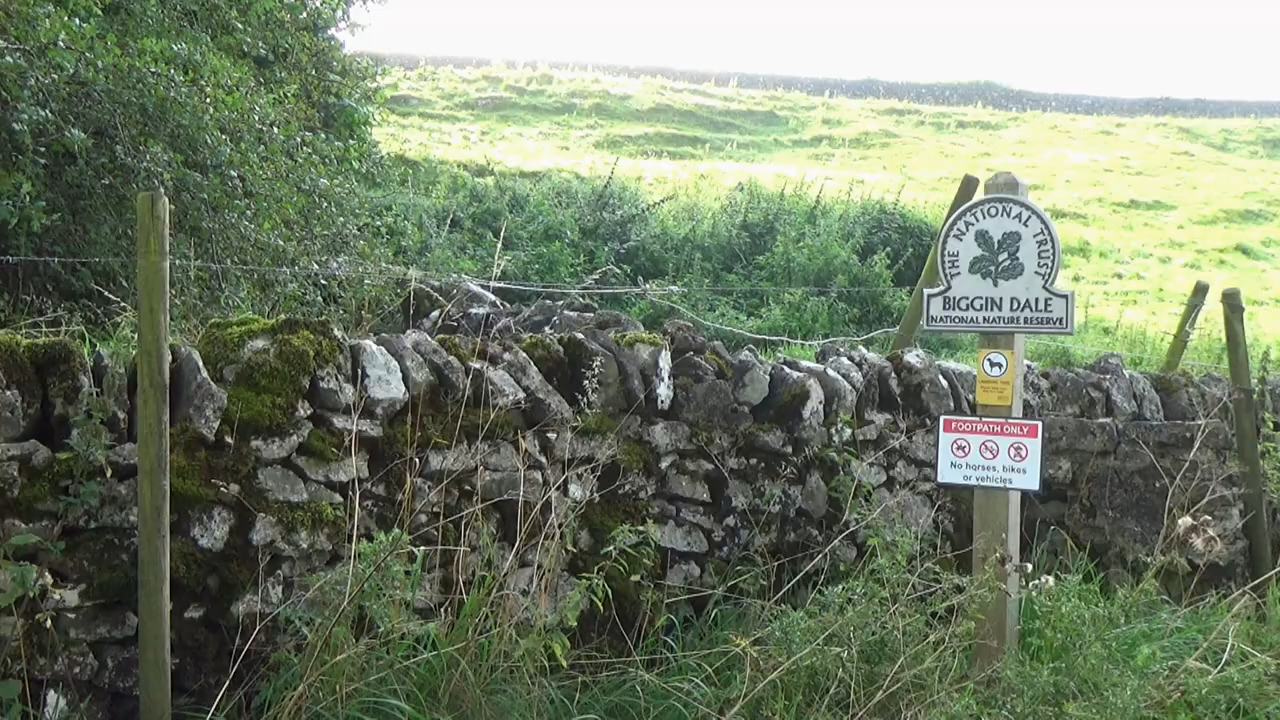 THE NATIONAL TRUST
BIGGIN DALE
NATIONAL NATURE RESERVE
FOOTPATH ONLY
No horses, bikes
or vehicles